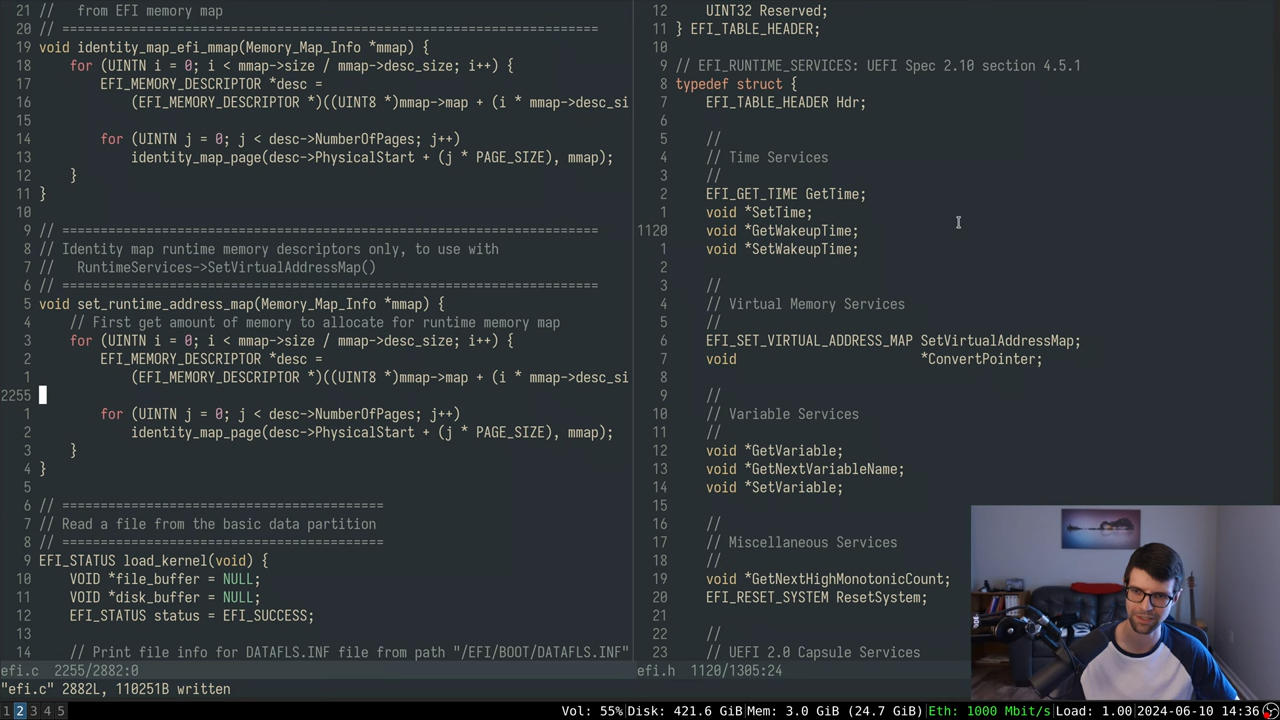 21 //   from EFI memory map
20 // ======================================================================
19 void identity_map_efi_mmap(Memory_Map_Info *mmap) {
18     for (UINTN i = 0; i < mmap->size / mmap->desc_size; i++) {
17         EFI_MEMORY_DESCRIPTOR *desc =
16             (EFI_MEMORY_DESCRIPTOR *)((UINT8 *)mmap->map + (i * mmap->desc_si
15
14         for (UINTN j = 0; j < desc->NumberOfPages; j++)
13             identity_map_page(desc->PhysicalStart + (j * PAGE_SIZE), mmap);
12     }
11 }
10
9 // ======================================================================
8 // Identity map runtime memory descriptors only, to use with
7 //   RuntimeServices->SetVirtualAddressMap()
6 // ======================================================================
5 void set_runtime_address_map(Memory_Map_Info *mmap) {
4     // First get amount of memory to allocate for runtime memory map
3     for (UINTN i = 0; i < mmap->size / mmap->desc_size; i++) {
2         EFI_MEMORY_DESCRIPTOR *desc =
1             (EFI_MEMORY_DESCRIPTOR *)((UINT8 *)mmap->map + (i * mmap->desc_si
2255
1         for (UINTN j = 0; j < desc->NumberOfPages; j++)
2             identity_map_page(desc->PhysicalStart + (j * PAGE_SIZE), mmap);
3     }
4 }
5
6 // ==========================================
7 // Read a file from the basic data partition
8 // ==========================================
9 EFI_STATUS load_kernel(void) {
10     VOID *file_buffer = NULL;
11     VOID *disk_buffer = NULL;
12     EFI_STATUS status = EFI_SUCCESS;
13
14     // Print file info for DATAFLS.INF file from path "/EFI/BOOT/DATAFLS.INF"
efi.c  2255/2882:0
"efi.c" 2882L, 110251B written
12     UINT32 Reserved;
11 } EFI_TABLE_HEADER;
10
9 // EFI_RUNTIME_SERVICES: UEFI Spec 2.10 section 4.5.1
8 typedef struct {
7     EFI_TABLE_HEADER Hdr;
6
5     //
4     // Time Services
3     //
2     EFI_GET_TIME GetTime;
1     void *SetTime;
1120     void *GetWakeupTime;
1     void *SetWakeupTime;
2
3     //
4     // Virtual Memory Services
5     //
6     EFI_SET_VIRTUAL_ADDRESS_MAP SetVirtualAddressMap;
7     void                        *ConvertPointer;
8
9     //
10     // Variable Services
11     //
12     void *GetVariable;
13     void *GetNextVariableName;
14     void *SetVariable;
15
16     //
17     // Miscellaneous Services
18     //
19     void *GetNextHighMonotonicCount;
20     EFI_RESET_SYSTEM ResetSystem;
21
22     //
23     // UEFI 2.0 Capsule Services
efi.h  1120/1305:24
1 2 3 4 5
Vol: 55%|Disk: 421.6 GiB|Mem: 3.0 GiB (24.7 GiB)|Eth: 1000 Mbit/s|Load: 1.00|2024-06-10 14:36